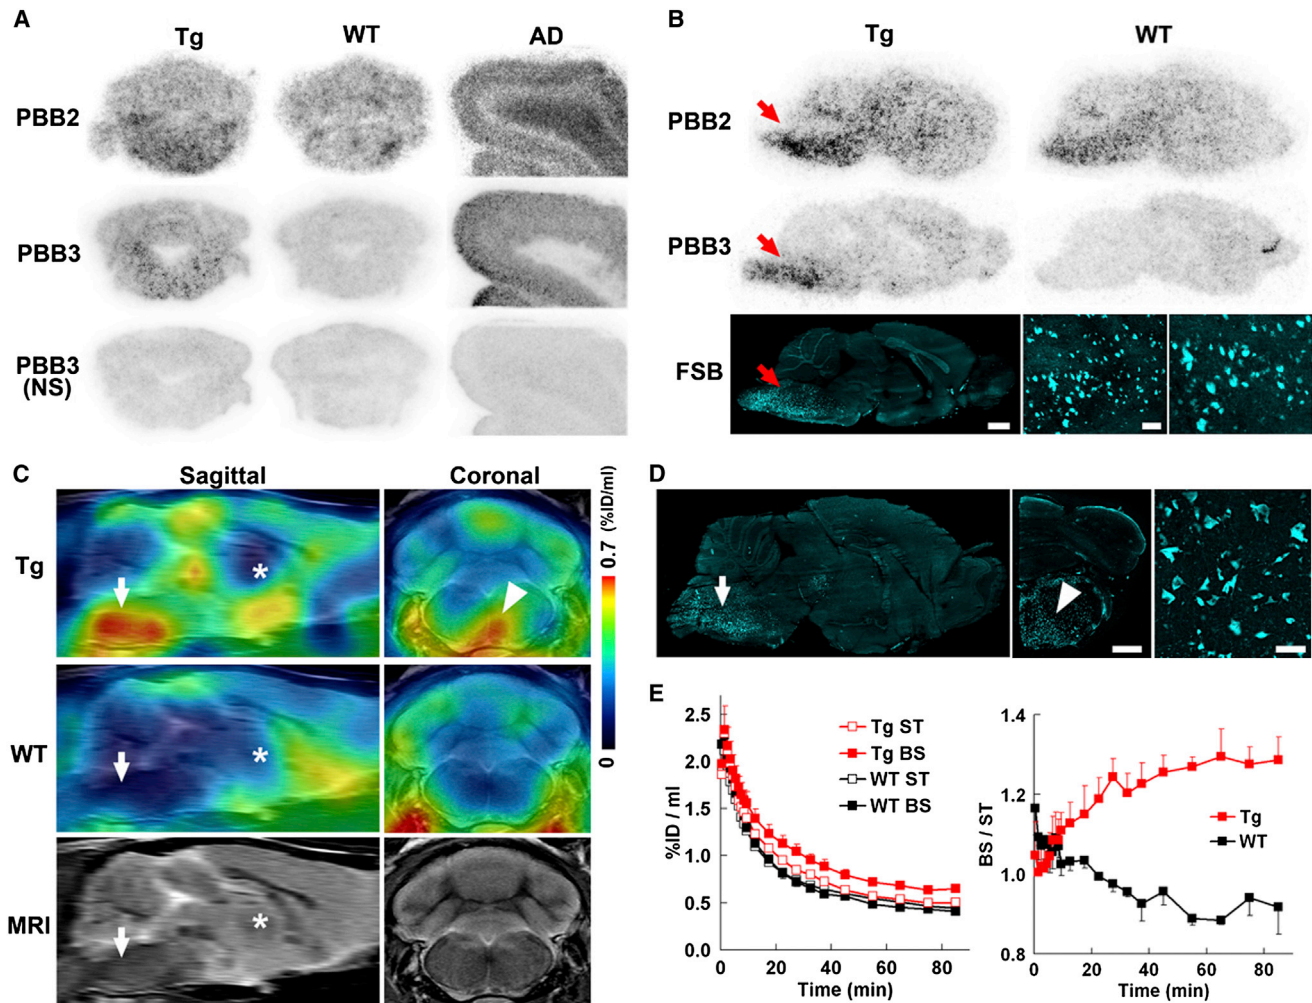 A
Tg WT AD
PBB2
PBB3
PBB3
(NS)
B
Tg WT
PBB2
PBB3
FSB
C
Sagittal Coronal
Tg
WT
MRI
* 
*
*
0 0.7 (%ID/ml)
D
E
%ID / ml
2.5
2.0
1.5
1.0
0.5
0.0
0 20 40 60 80
Time (min)
Tg ST
Tg BS
WT ST
WT BS
BS / ST
1.4
1.2
1.0
0.8
0 20 40 60 80
Time (min)
Tg
WT